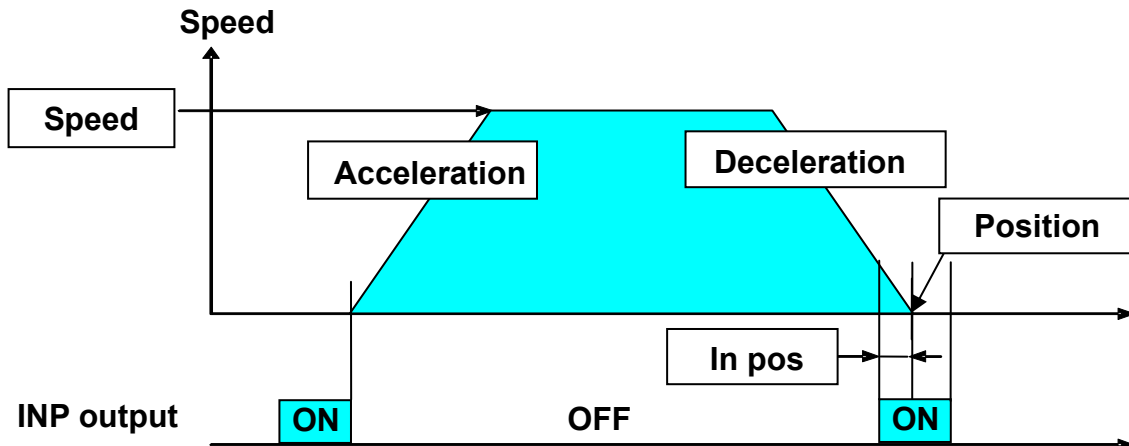 Speed
Speed
Acceleration
Deceleration
Position
In pos
INP output
ON
OFF
ON